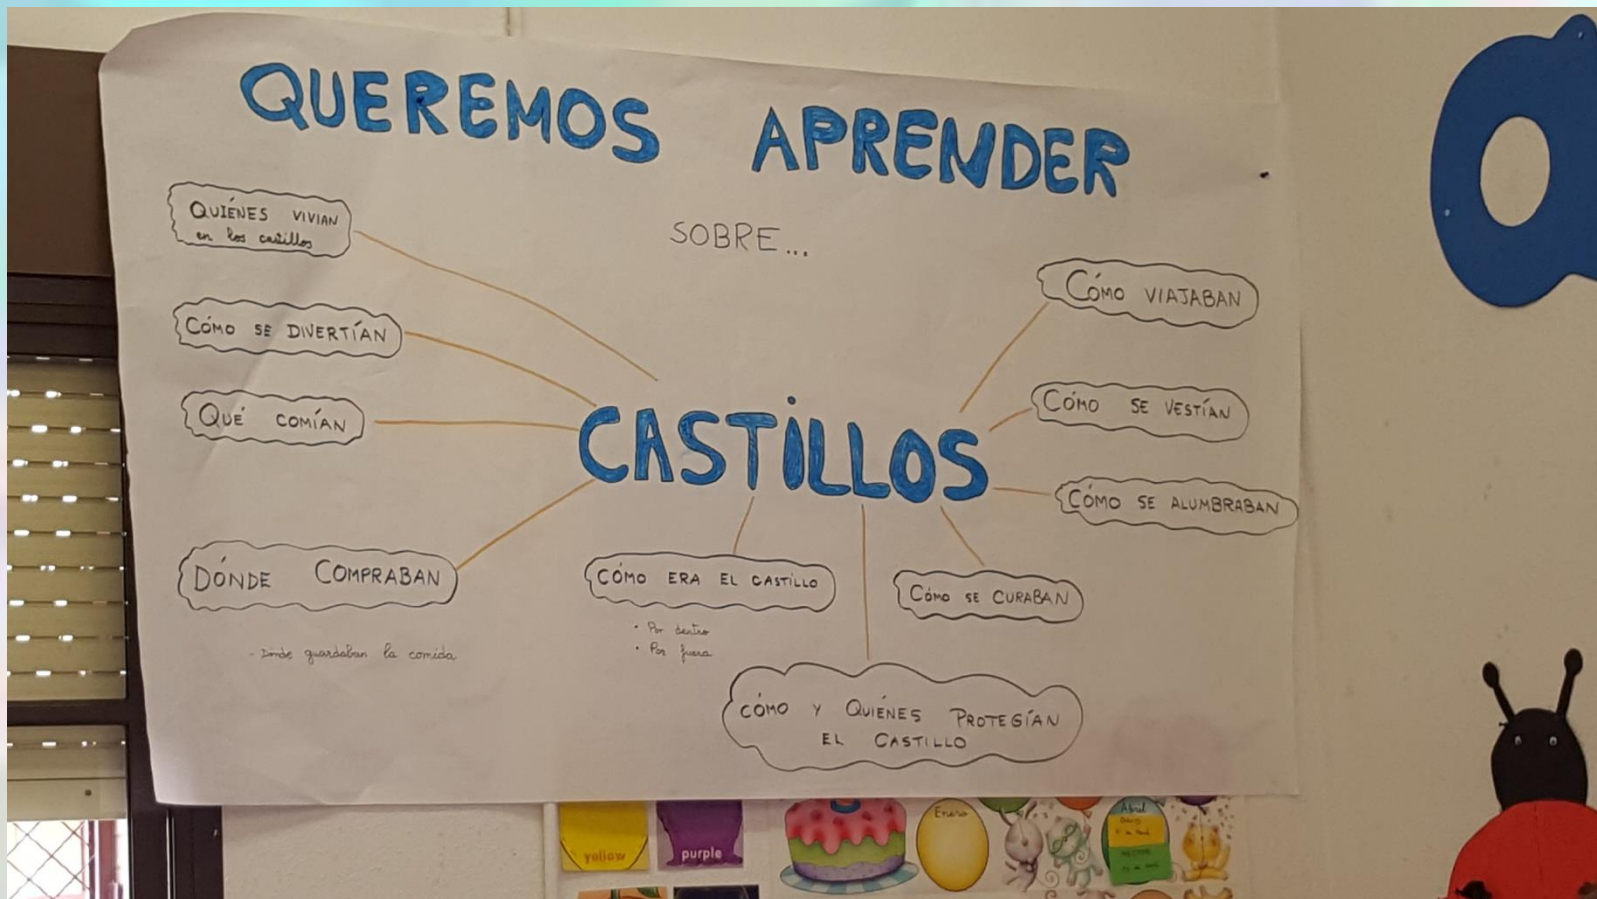 QUEREMOS APRENDER
SOBRE...
QUIÉNES VIVIAN
en los castillos
CÓMO SE DIVERTÍAN
QUÉ COMÍAN
DÓNDE COMPRABAN
- Dónde guardaban la comida
CASTILLOS
CÓMO VIAJABAN
CÓMO SE VESTÍAN
CÓMO SE ALUMBRABAN
CÓMO SE CURABAN
CÓMO ERA EL CASTILLO
• Por dentro
• Por fuera
CÓMO Y QUIÉNES PROTEGÍAN
EL CASTILLO
a
yellow
purple
Enero
Abril